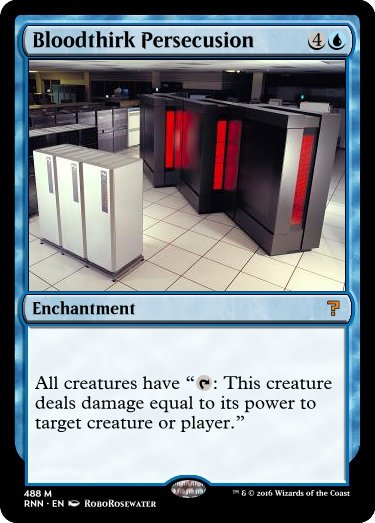 Bloodthirk Persecusion 4
Enchantment
All creatures have “: This creature
deals damage equal to its power to
target creature or player.”
488 M
RNN • EN RoboRosewater
™ & © 2016 Wizards of the Coast